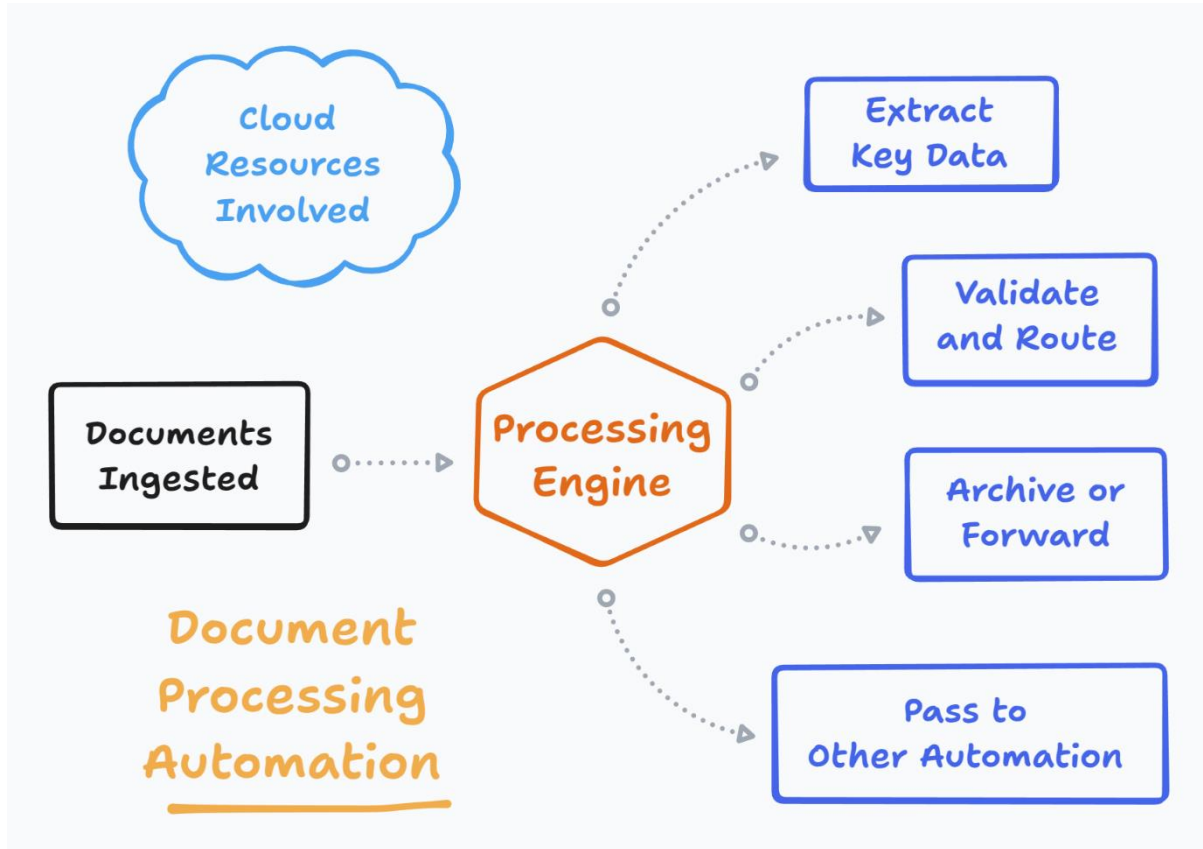 Cloud
Resources
Involved
Documents
Ingested
Document
Processing
Automation
Processing
Engine
Extract
Key Data
Validate
and Route
Archive or
Forward
Pass to
Other Automation